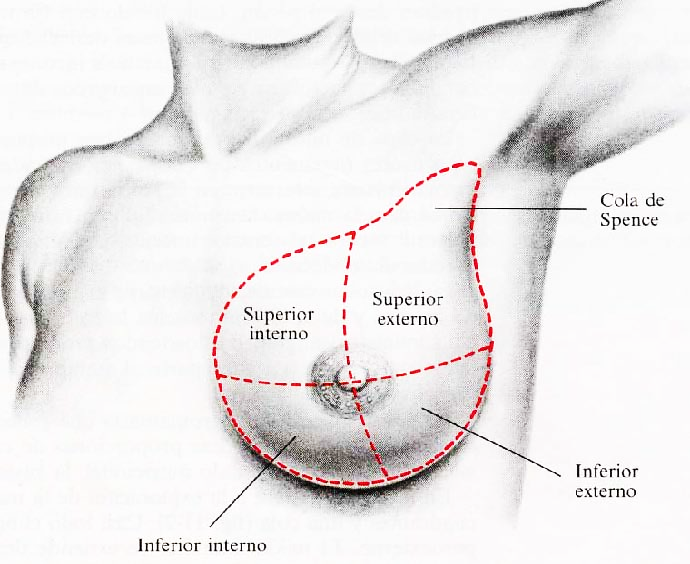 Cola de
Spence
Superior
interno
Superior
externo
Inferior
externo
Inferior interno